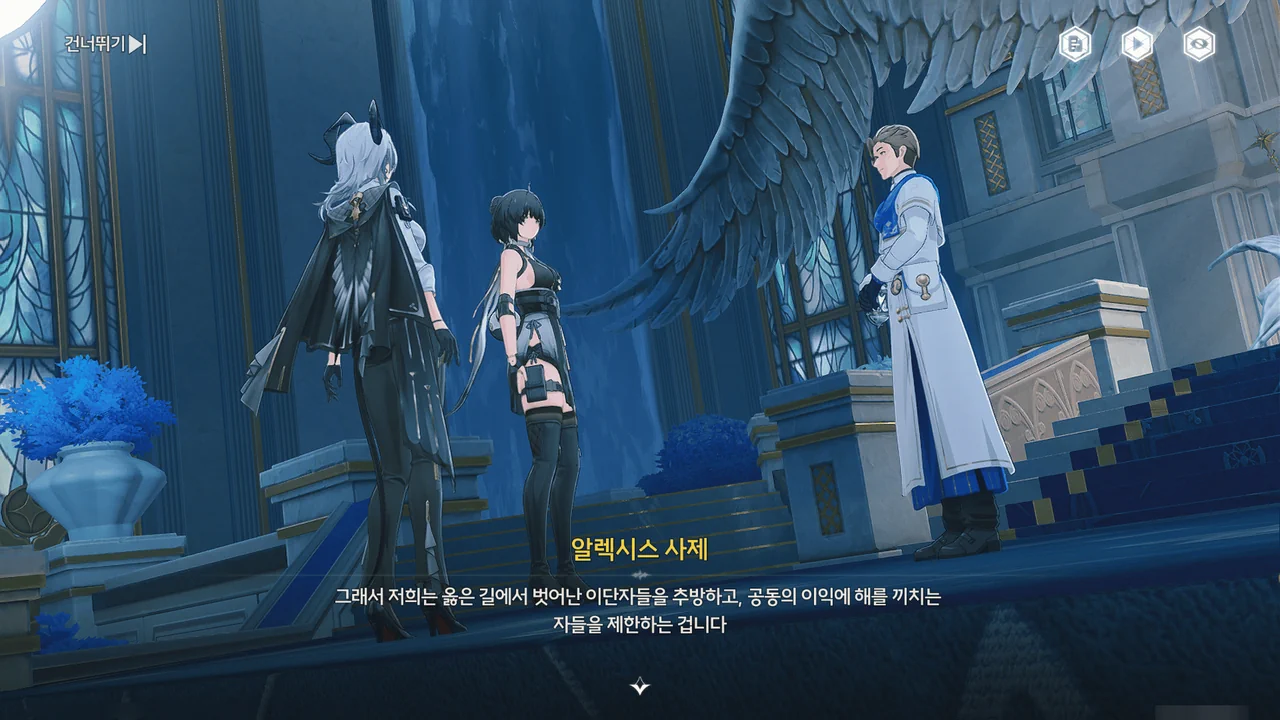 건너뛰기
알렉시스 사제
그래서 저희는 옳은 길에서 벗어난 이단자들을 추방하고, 공동의 이익에 해를 끼치는
자들을 제한하는 겁니다